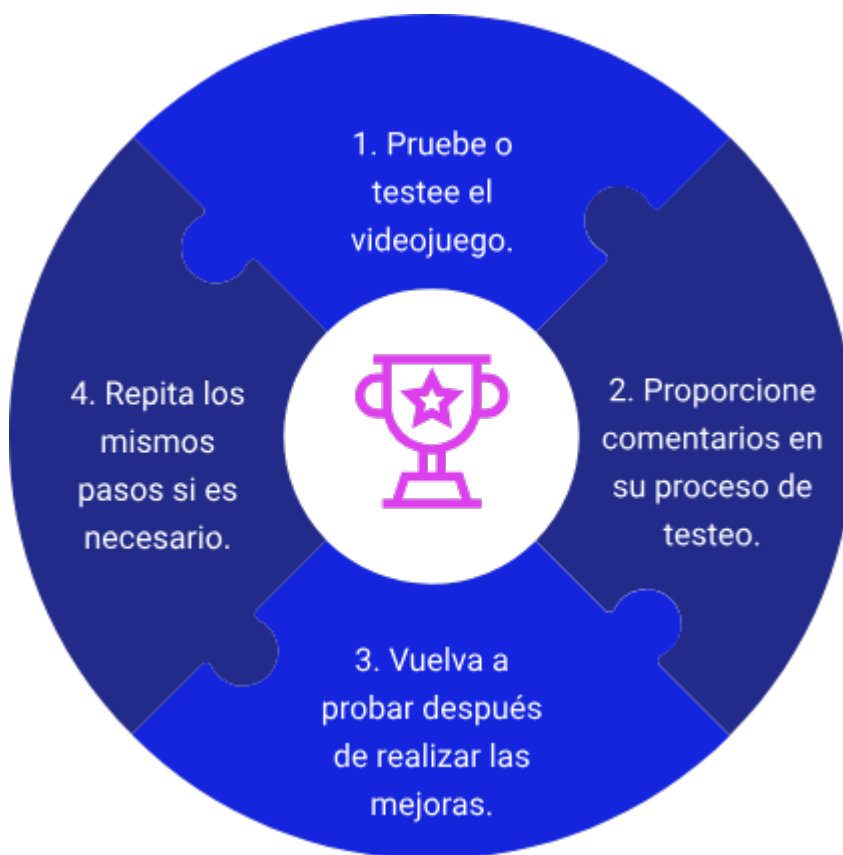 1. Pruebe o
testee el
videojuego.
2. Proporcione
comentarios en
su proceso de
testeo.
3. Vuelva a
probar después
de realizar las
mejoras.
4. Repita los
mismos
pasos si es
necesario.